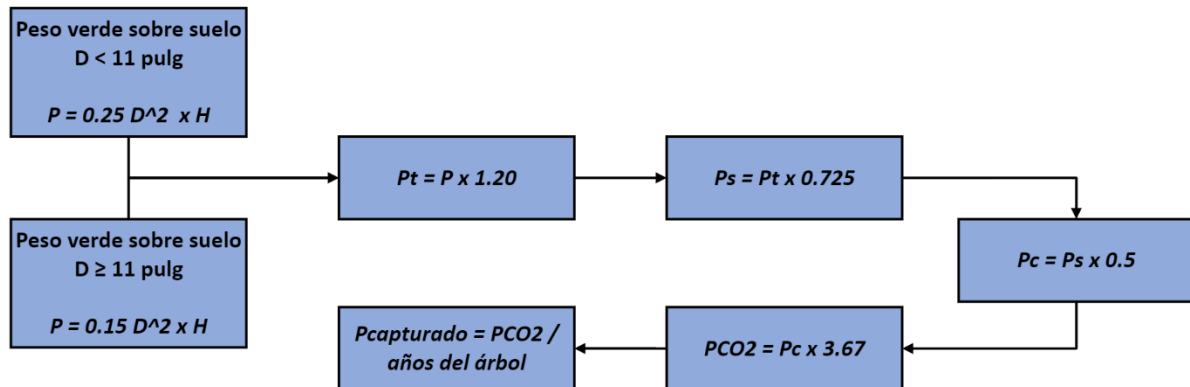 Peso verde sobre suelo
D < 11 pulg
P = 0.25 D^2 x H
Pt = P x 1.20
Ps = Pt x 0.725
Peso verde sobre suelo
D ≥ 11 pulg
P = 0.15 D^2 x H
Pc = Ps x 0.5
PCO2 = Pc x 3.67
Pcapturado = PCO2 /
años del árbol